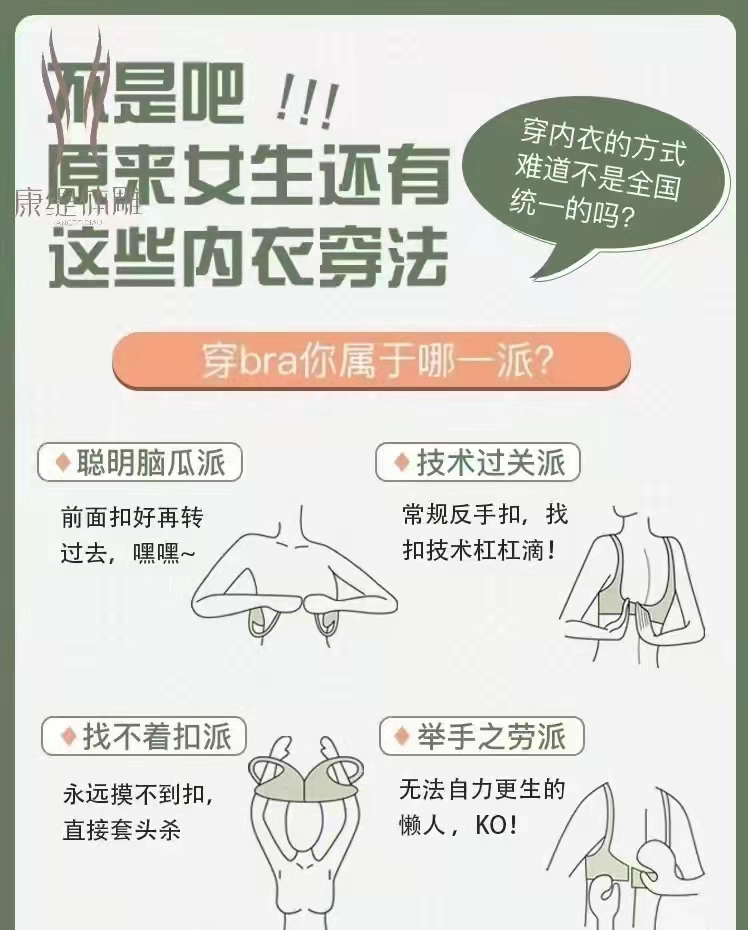 不是吧!!!
原来女生还有
这些内衣穿法
穿内衣的方式
难道不是全国
统一的吗?
康缇体雕
穿bra你属于哪一派?
聪明脑瓜派
前面扣好再转
过去，嘿嘿~
技术过关派
常规反手扣，找
扣技术杠杠滴!
找不着扣派
永远摸不到扣，
直接套头杀
举手之劳派
无法自力更生的
懒人，KO!